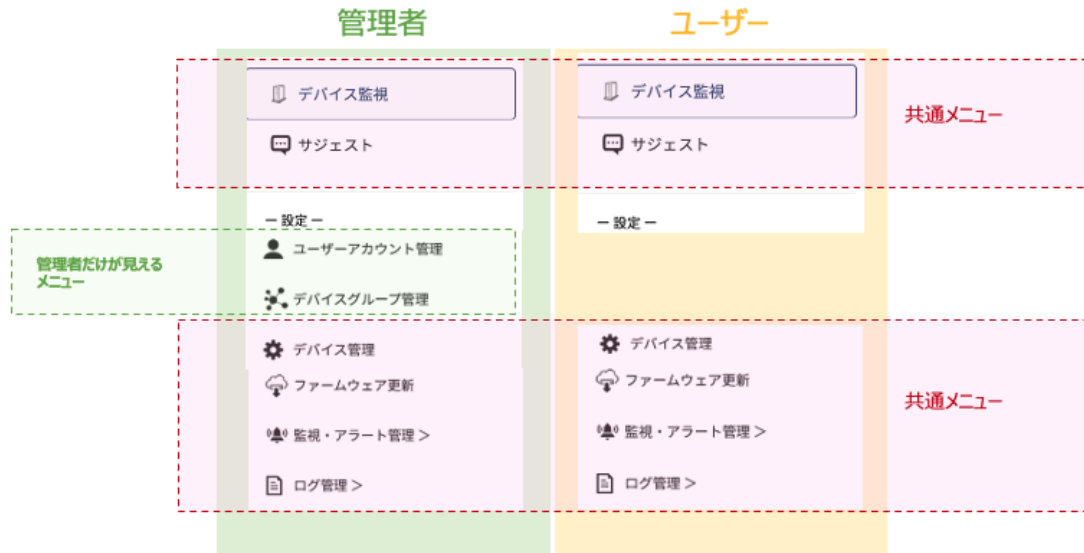 管理者
ユーザー
デバイス監視
サジェスト
デバイス監視
サジェスト
共通メニュー
ー 設定 ー
ー 設定 ー
管理者だけが見える
メニュー
ユーザーアカウント管理
デバイスグループ管理
デバイス管理
ファームウェア更新
監視・アラート管理 >
ログ管理 >
デバイス管理
ファームウェア更新
監視・アラート管理 >
ログ管理 >
共通メニュー